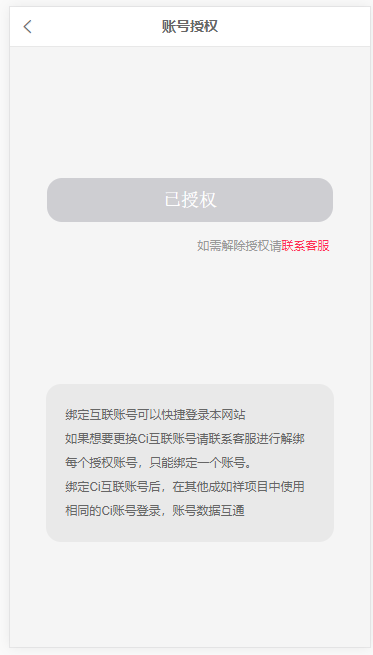 账号授权
已授权
如需解除授权请联系客服
绑定互联账号可以快捷登录本网站
如果想要更换Ci互联账号请联系客服进行解绑
每个授权账号，只能绑定一个账号。
绑定Ci互联账号后，在其他成如祥项目中使用
相同的Ci账号登录，账号数据互通